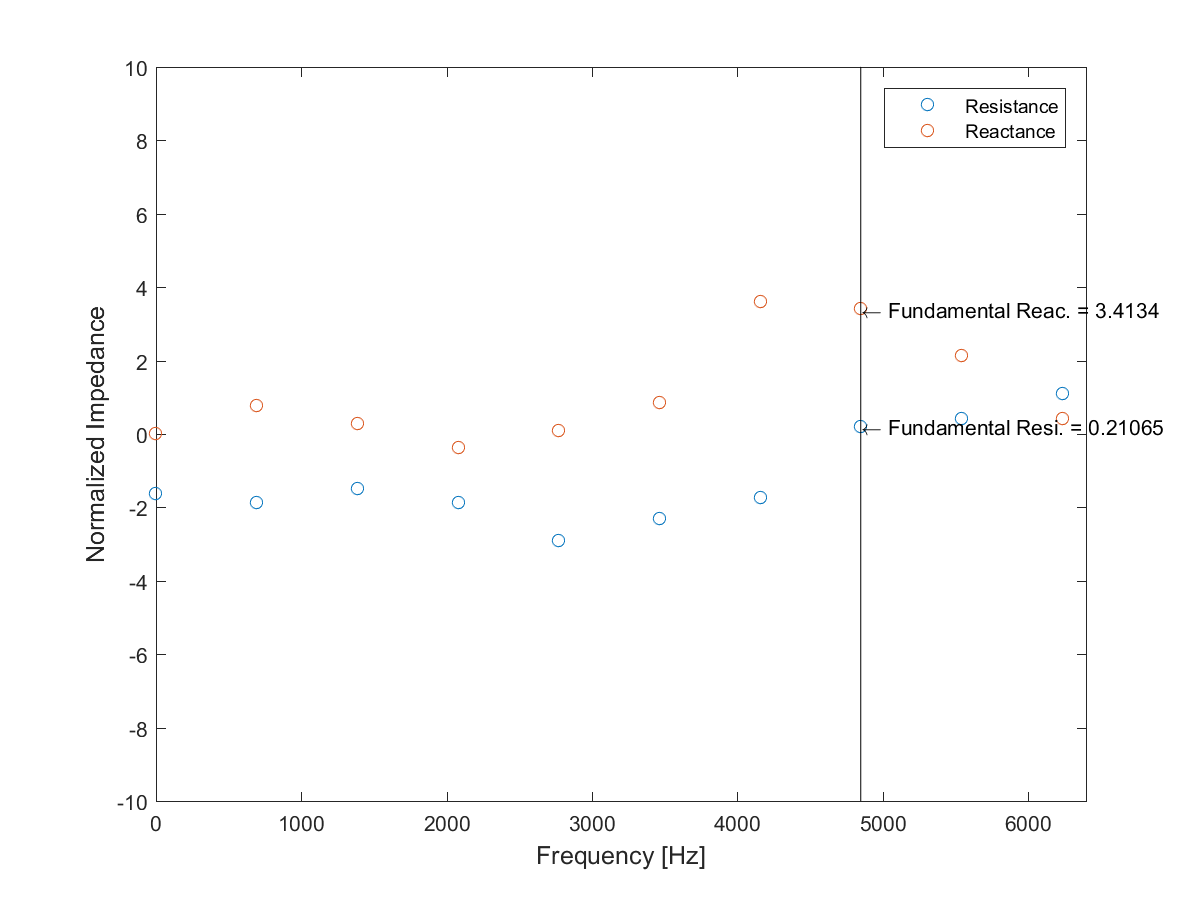 10
8
6
4
2
0
-2
-4
-6
-8
-10
Normalized Impedance
Resistance
Reactance
← Fundamental Reac. = 3.4134
← Fundamental Resi. = 0.21065
0 1000 2000 3000 4000 5000 6000
Frequency [Hz]